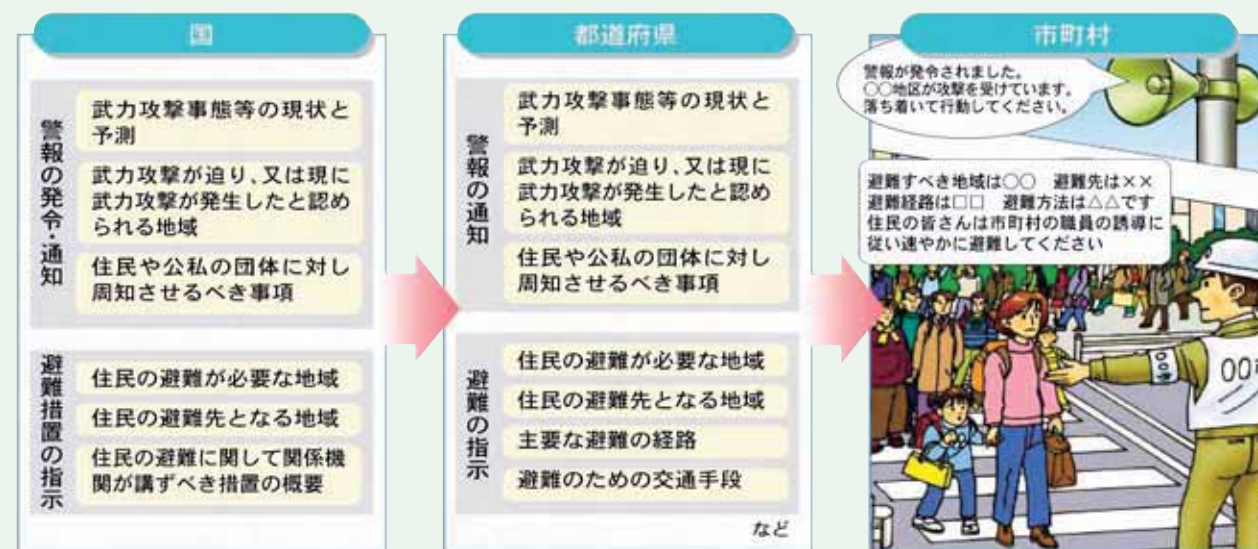 国
警報の発令・通知
武力攻撃事態等の現状と
予測
武力攻撃が迫り、又は現に
武力攻撃が発生したと認め
られる地域
住民や公私の団体に対し
周知させるべき事項
避難措置の指示
住民の避難が必要な地域
住民の避難先となる地域
住民の避難に関して関係機
関が講ずべき措置の概要
都道府県
警報の通知
武力攻撃事態等の現状と
予測
武力攻撃が迫り、又は現に
武力攻撃が発生したと認め
られる地域
住民や公私の団体に対し
周知させるべき事項
避難の指示
住民の避難が必要な地域
住民の避難先となる地域
主要な避難の経路
避難のための交通手段
など
市町村
警報が発令されました。
○○地区が攻撃を受けています。
落ち着いて行動してください。
避難すべき地域は○○ 避難先は××
避難経路は□□ 避難方法は△△です
住民の皆さんは市町村の職員の誘導に
従い速やかに避難してください